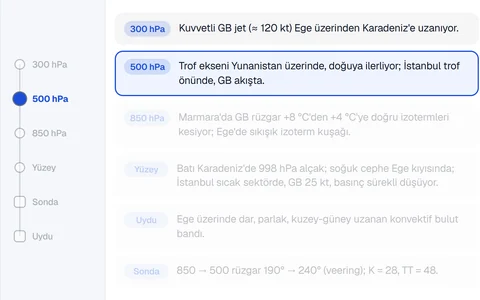 300 hPa
500 hPa
850 hPa
Yüzey
Sonda
Uydu
300 hPa
Kuvvetli GB jet (≈ 120 kt) Ege üzerinden Karadeniz'e uzanıyor.
500 hPa
Trof ekseni Yunanistan üzerinde, doğuya ilerliyor; İstanbul trof
önünde, GB akışta.
850 hPa
Marmara'da GB rüzgar +8 °C'den +4 °C'ye doğru izotermleri
kesiyor; Ege'de sıkışık izoterm kuşağı.
Yüzey
Batı Karadeniz'de 998 hPa alçak; soğuk cephe Ege kıyısında;
İstanbul sıcak sektörde, GB 25 kt, basınç sürekli düşüyor.
Uydu
Ege üzerinde dar, parlak, kuzey-güney uzanan konvektif bulut
bandı.
Sonda
850 → 500 rüzgar 190° → 240° (veering); K = 28, TT = 48.